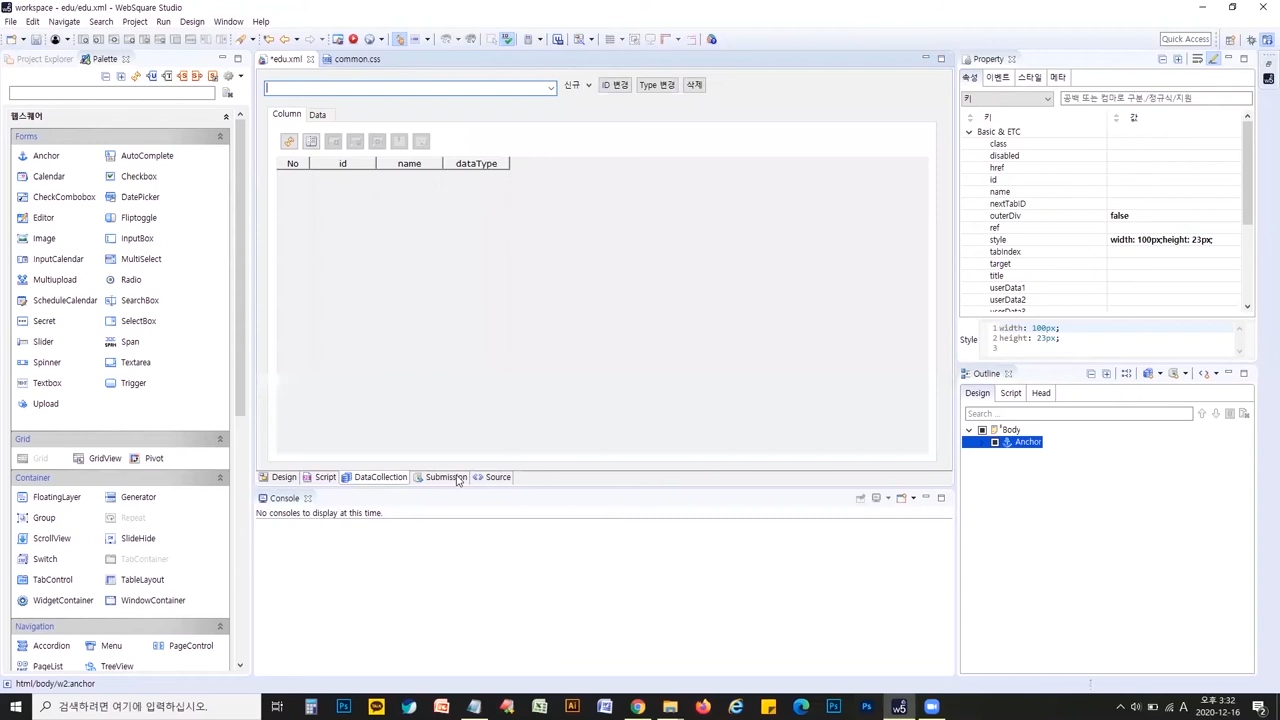 workspace - edu/edu.xml - WebSquare Studio
File Edit Navigate Search Project Run Design Window Help
Quick Access
Project Explorer Palette
*edu.xml common.css
Property
신규 ID 변경 Type 변경 삭제
속성 이벤트 스타일 메타
키 공백 또는 컴마로 구분./정규식/지원
Column Data
키 값
웹스퀘어
Forms
Anchor AutoComplete
Calendar Checkbox
CheckCombobox DatePicker
Editor Fliptoggle
Image InputBox
InputCalendar MultiSelect
Multiupload Radio
ScheduleCalendar SearchBox
Secret SelectBox
Slider Span
Spinner Textarea
Textbox Trigger
Upload
Grid
Grid GridView Pivot
Container
FloatingLayer Generator
Group Repeat
ScrollView SlideHide
Switch TabContainer
TabControl TableLayout
WidgetContainer WindowContainer
Navigation
Accordion Menu PageControl
PageList TreeView
No id name dataType
Design Script DataCollection Submission Source
Console
No consoles to display at this time.
Basic & ETC
class
disabled
href
id
name
nextTabID
outerDiv false
ref
style width: 100px;height: 23px;
tabindex
target
title
userData1
userData2
userData3
Style
1 width: 100px;
2 height: 23px;
3
Outline
Design Script Head
Search ...
Body
Anchor
html/body/w2:anchor
검색하려면 여기에 입력하십시오.
오후 3:32
2020-12-16